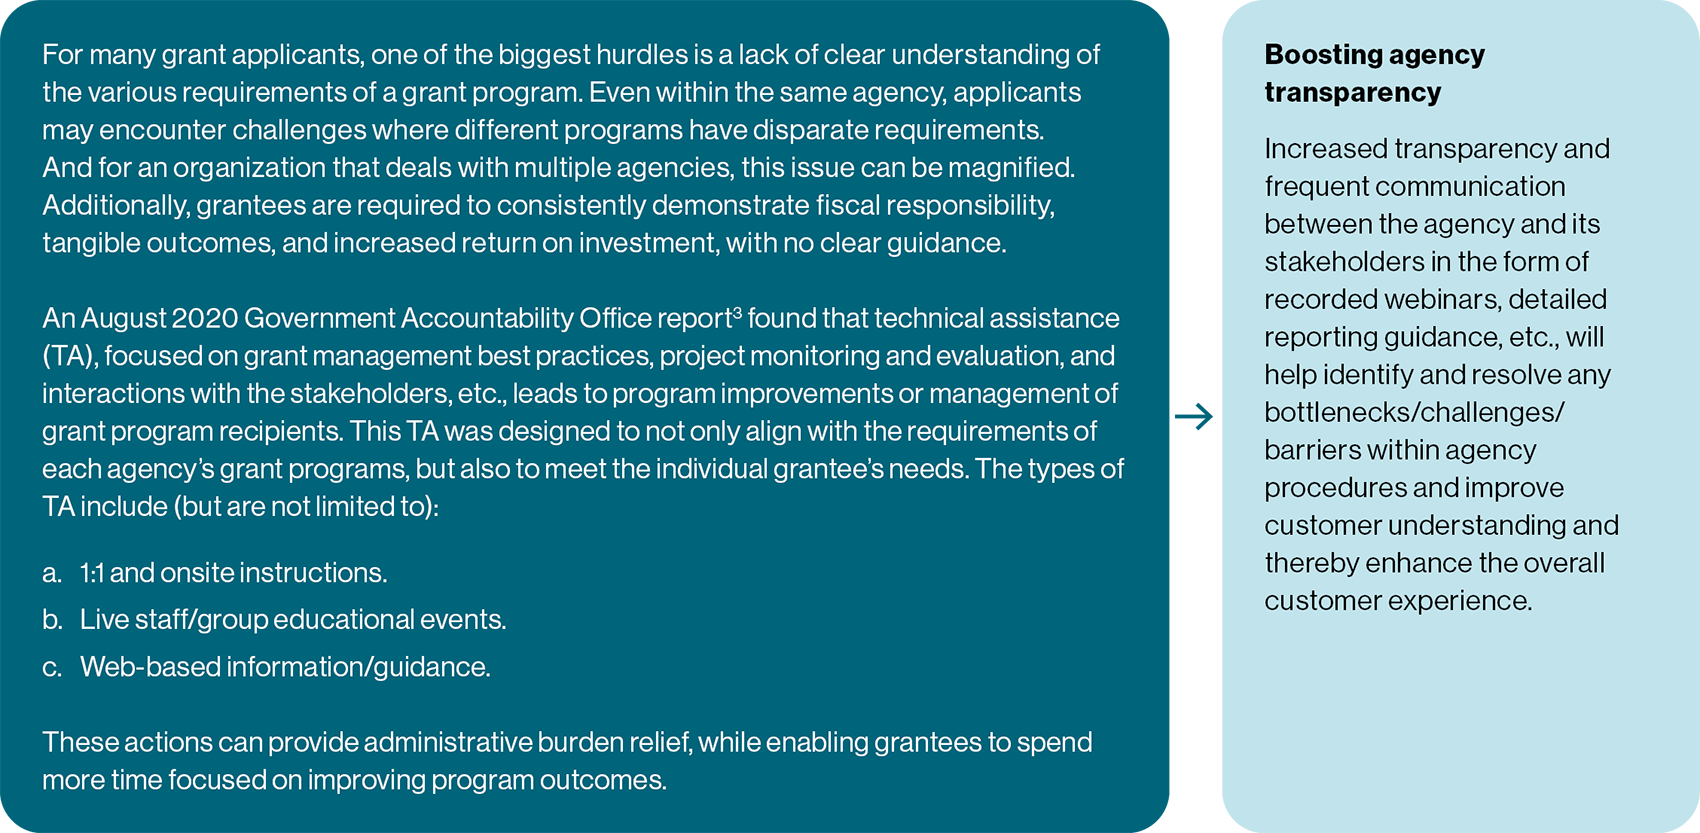 For many grant applicants, one of the biggest hurdles is a lack of clear understanding of
the various requirements of a grant program. Even within the same agency, applicants
may encounter challenges where different programs have disparate requirements.
And for an organization that deals with multiple agencies, this issue can be magnified.
Additionally, grantees are required to consistently demonstrate fiscal responsibility,
tangible outcomes, and increased return on investment, with no clear guidance.
An August 2020 Government Accountability Office report³ found that technical assistance
(TA), focused on grant management best practices, project monitoring and evaluation, and
interactions with the stakeholders, etc., leads to program improvements or management of
grant program recipients. This TA was designed to not only align with the requirements of
each agency’s grant programs, but also to meet the individual grantee’s needs. The types of
TA include (but are not limited to):
a. 1:1 and onsite instructions.
b. Live staff/group educational events.
c. Web-based information/guidance.
These actions can provide administrative burden relief, while enabling grantees to spend
more time focused on improving program outcomes.
Boosting agency
transparency
Increased transparency and
frequent communication
between the agency and its
stakeholders in the form of
recorded webinars, detailed
reporting guidance, etc., will
help identify and resolve any
bottlenecks/challenges/
barriers within agency
procedures and improve
customer understanding and
thereby enhance the overall
customer experience.